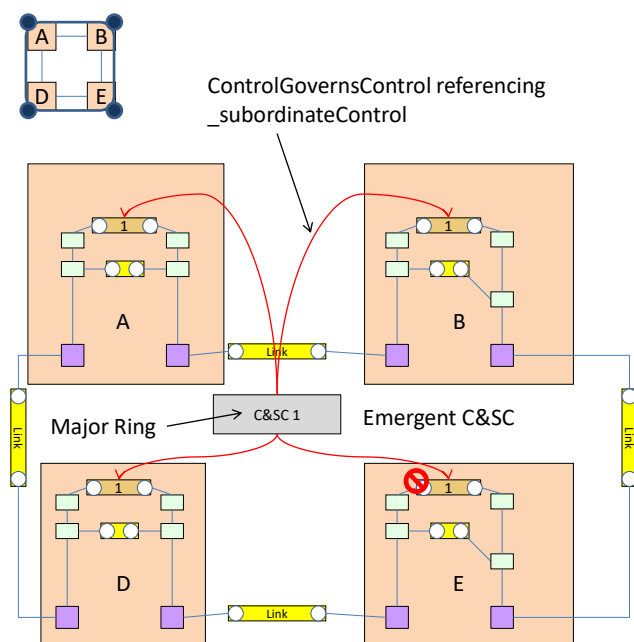 A B
D E
ControlGovernsControl referencing
_subordinateControl
1
1
A
B
Link
Link
Link
Major Ring
C&SC 1
Emergent C&SC
1
1
D
E
Link